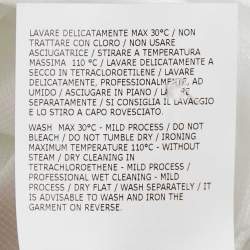 LAVARE DELICATAMENTE MAX 30°C / NON
TRATTARE CON CLORO / NON USARE
ASCIUGATRICE / STIRARE A TEMPERATURA
MASSIMA 110 °C / LAVARE DELICATAMENTE A
SECCO IN TETRACLOROETILENE / LAVARE
DELICATAMENTE, PROFESSIONALMENTE, AD
UMIDO / ASCIUGARE IN PIANO /
SEPARATAMENTE / SI CONSIGLIA IL LAVAGGIO
E LO STIRO A CAPO ROVESCIATO.
WASH MAX 30°C - MILD PROCESS / DO NOT
BLEACH / DO NOT TUMBLE DRY / IRONING
MAXIMUM TEMPERATURE 110°C - WITHOUT
STEAM / DRY CLEANING IN
TETRACHLOROETHENE - MILD PROCESS /
PROFESSIONAL WET CLEANING - MILD
PROCESS / DRY FLAT / WASH SEPARATELY / IT
IS ADVISABLE TO WASH AND IRON THE
GARMENT ON REVERSE.